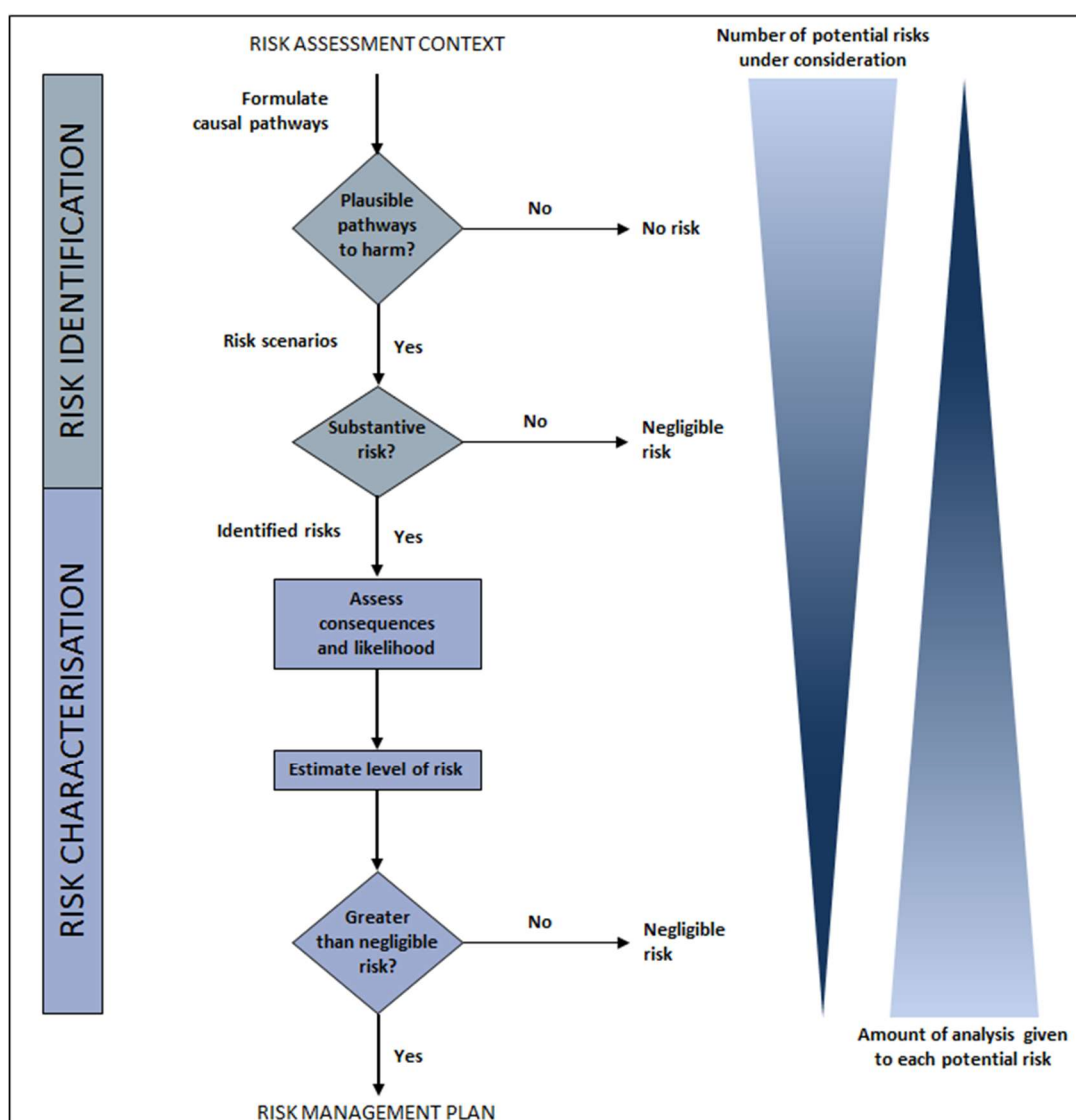 RISK ASSESSMENT CONTEXT
Number of potential risks
under consideration
RISK IDENTIFICATION
Formulate
causal pathways
Plausible
pathways
to harm?
No
No risk
Risk scenarios
Yes
Substantive
risk?
No
Negligible
risk
RISK CHARACTERISATION
Identified risks
Yes
Assess
consequences
and likelihood
Estimate level of risk
Greater
than negligible
risk?
No
Negligible
risk
Amount of analysis given
to each potential risk
Yes
RISK MANAGEMENT PLAN